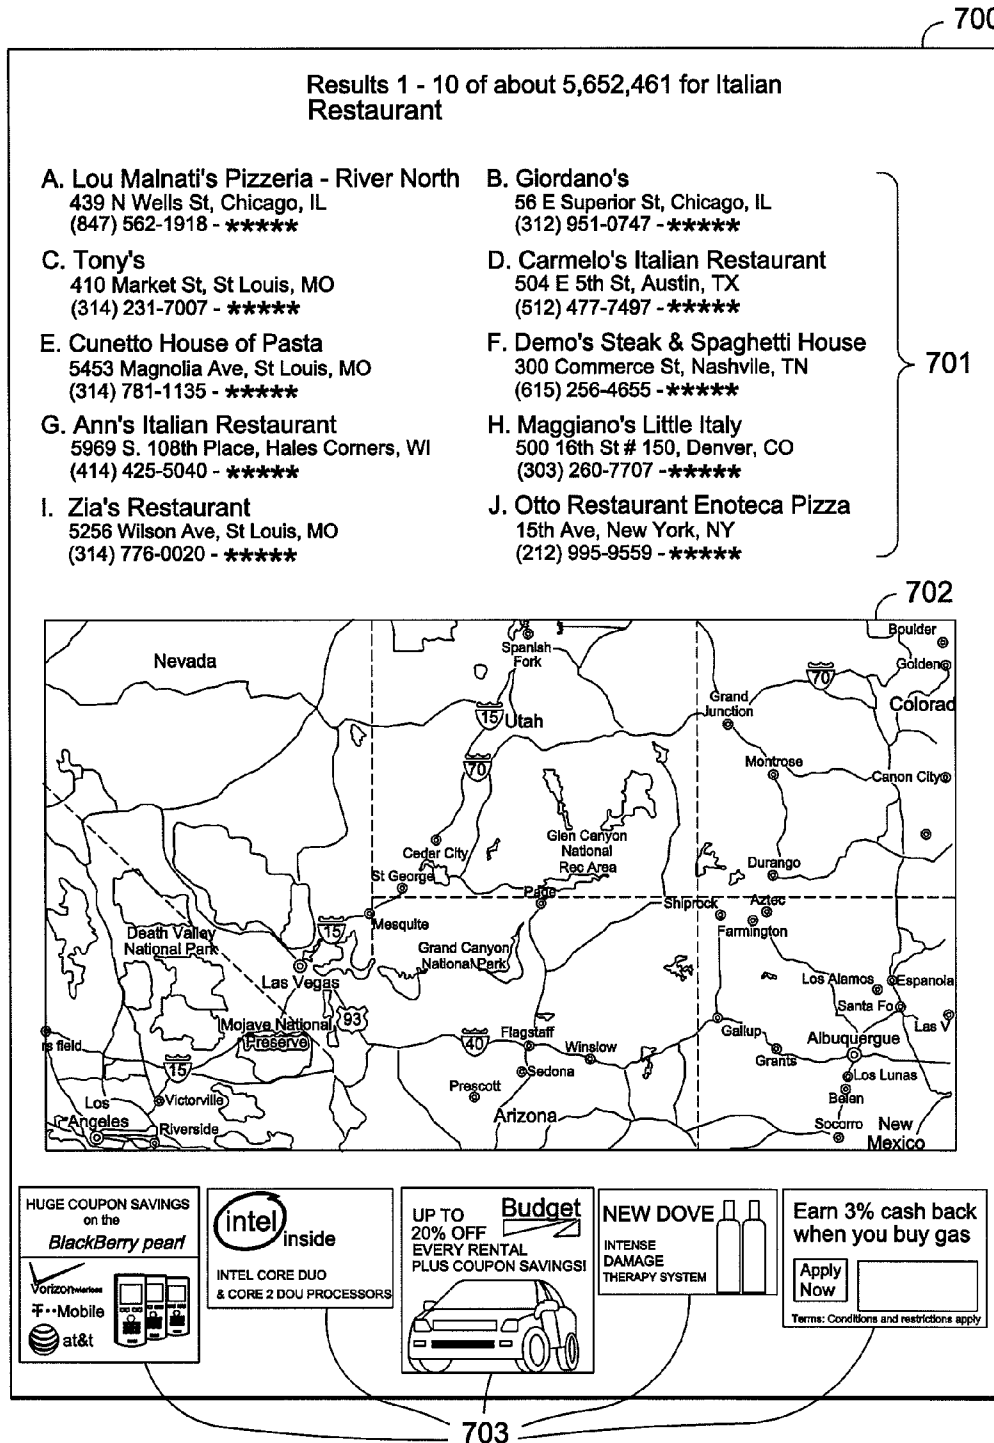 700
Results 1 - 10 of about 5,652,461 for Italian
Restaurant
A. Lou Malnati's Pizzeria - River North
439 N Wells St, Chicago, IL
(847) 562-1918 - ★★★★★
B. Giordano's
56 E Superior St, Chicago, IL
(312) 951-0747 - ★★★★★
C. Tony's
410 Market St, St Louis, MO
(314) 231-7007 - ★★★★★
D. Carmelo's Italian Restaurant
504 E 5th St, Austin, TX
(512) 477-7497 - ★★★★★
E. Cunetto House of Pasta
5453 Magnolia Ave, St Louis, MO
(314) 781-1135 - ★★★★★
F. Demo's Steak & Spaghetti House
300 Commerce St, Nashvile, TN
(615) 256-4655 - ★★★★★
701
G. Ann's Italian Restaurant
5969 S. 108th Place, Hales Corners, WI
(414) 425-5040 - ★★★★★
H. Maggiano's Little Italy
500 16th St # 150, Denver, CO
(303) 260-7707 - ★★★★★
I. Zia's Restaurant
5256 Wilson Ave, St Louis, MO
(314) 776-0020 - ★★★★★
J. Otto Restaurant Enoteca Pizza
15th Ave, New York, NY
(212) 995-9559 - ★★★★★
702
Boulder
Spanish
Fork
Nevada
Golden
70
Grand
Junction
Colorad
15
Utah
70
Montrose
Canon City
Glen Canyon
National
Rec Area
Cedar City
Durango
St George
Page
Shiprock
Aztec
Mesquite
Farmington
15
Death Valley
National Park
Grand Canyon
National Park
Las Vegas
Los Alamos
Espanola
Santa Fo
Las V
Mojave National
Preserve
93
rs field
Flagstaff
40
Winslow
Gallup
Albuquergue
Grants
15
Sedona
Los Lunas
Prescott
Belen
Victorville
Los
Angeles
Riverside
Arizona
Socorro
New
Mexico
HUGE COUPON SAVINGS
on the
BlackBerry pearl
Verizonwireless
T··Mobile
at&t
intel
inside
INTEL CORE DUO
& CORE 2 DOU PROCESSORS
UP TO
20% OFF
Budget
EVERY RENTAL
PLUS COUPON SAVINGS!
NEW DOVE
INTENSE
DAMAGE
THERAPY SYSTEM
Earn 3% cash back
when you buy gas
Apply
Now
Terms: Conditions and restrictions apply
703